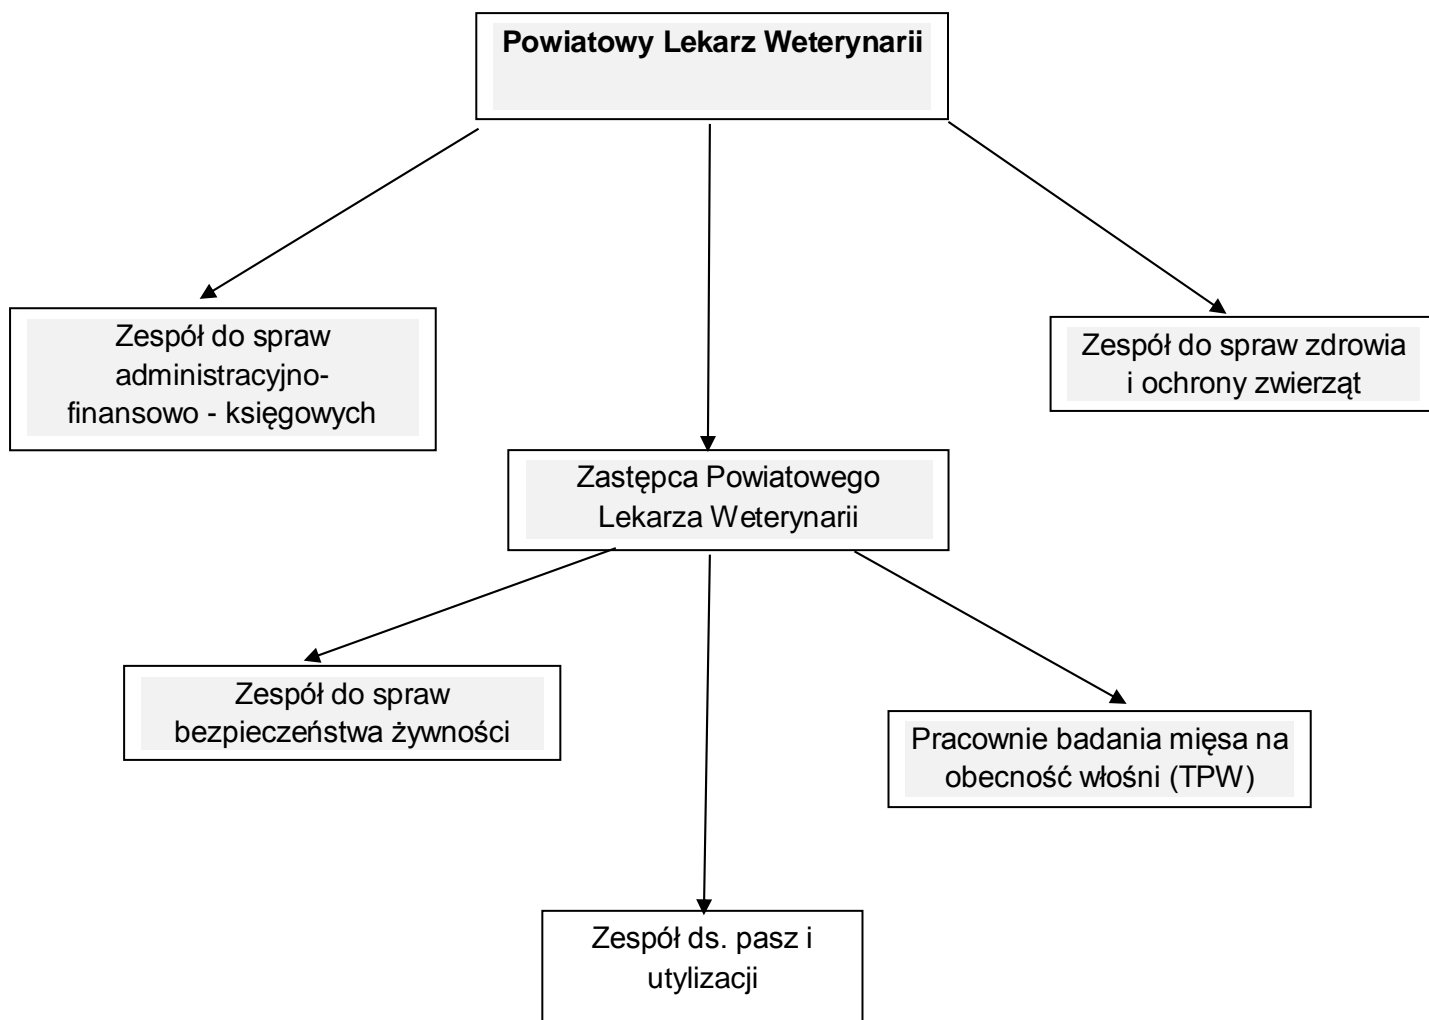 Powiatowy Lekarz Weterynarii
Zespół do spraw
administracyjno-
finansowo - księgowych
Zespół do spraw zdrowia
i ochrony zwierząt
Zastępca Powiatowego
Lekarza Weterynarii
Zespół do spraw
bezpieczeństwa żywności
Pracownie badania mięsa na
obecność włośni (TPW)
Zespół ds. pasz i
utylizacji